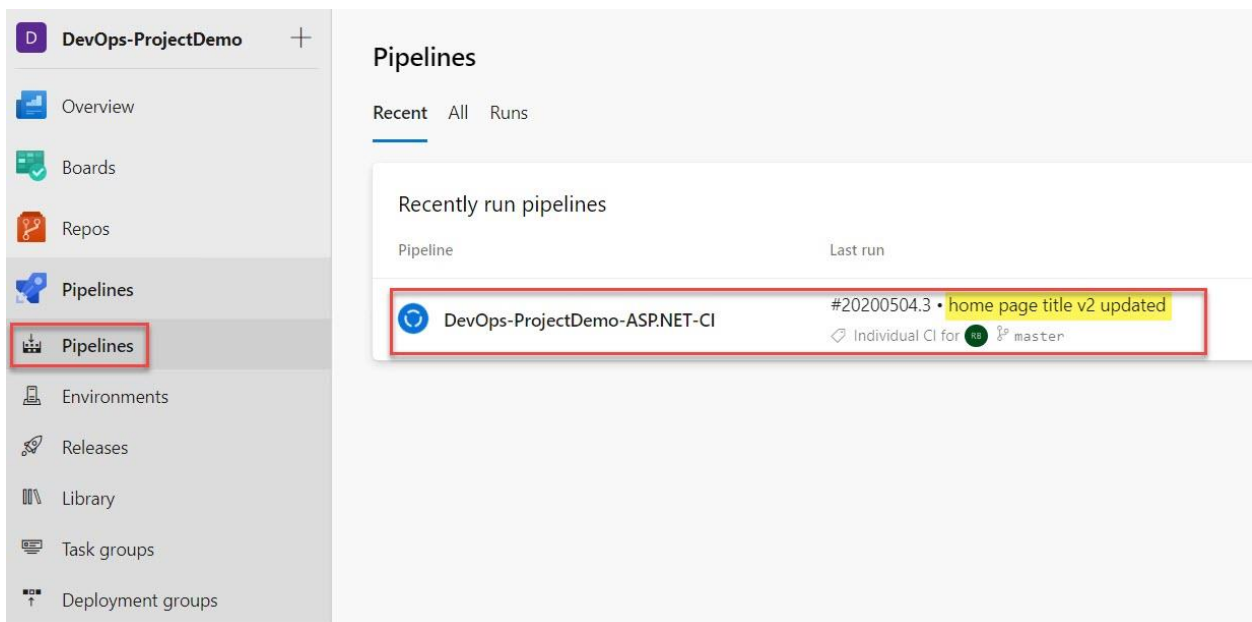 D DevOps-ProjectDemo
Overview
Boards
Repos
Pipelines
Pipelines
Environments
Releases
Library
Task groups
Deployment groups
Pipelines
Recent All Runs
Recently run pipelines
Pipeline Last run
DevOps-ProjectDemo-ASP.NET-CI
#20200504.3 • home page title v2 updated
Individual CI for RB master